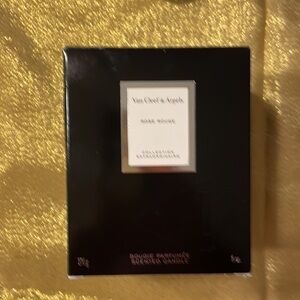 Van Cleef & Arpels
ROSE ROUGE
COLLECTION
EXTRAORDINAIRE
BOUGIE PARFUMÉE
SCENTED CANDLE